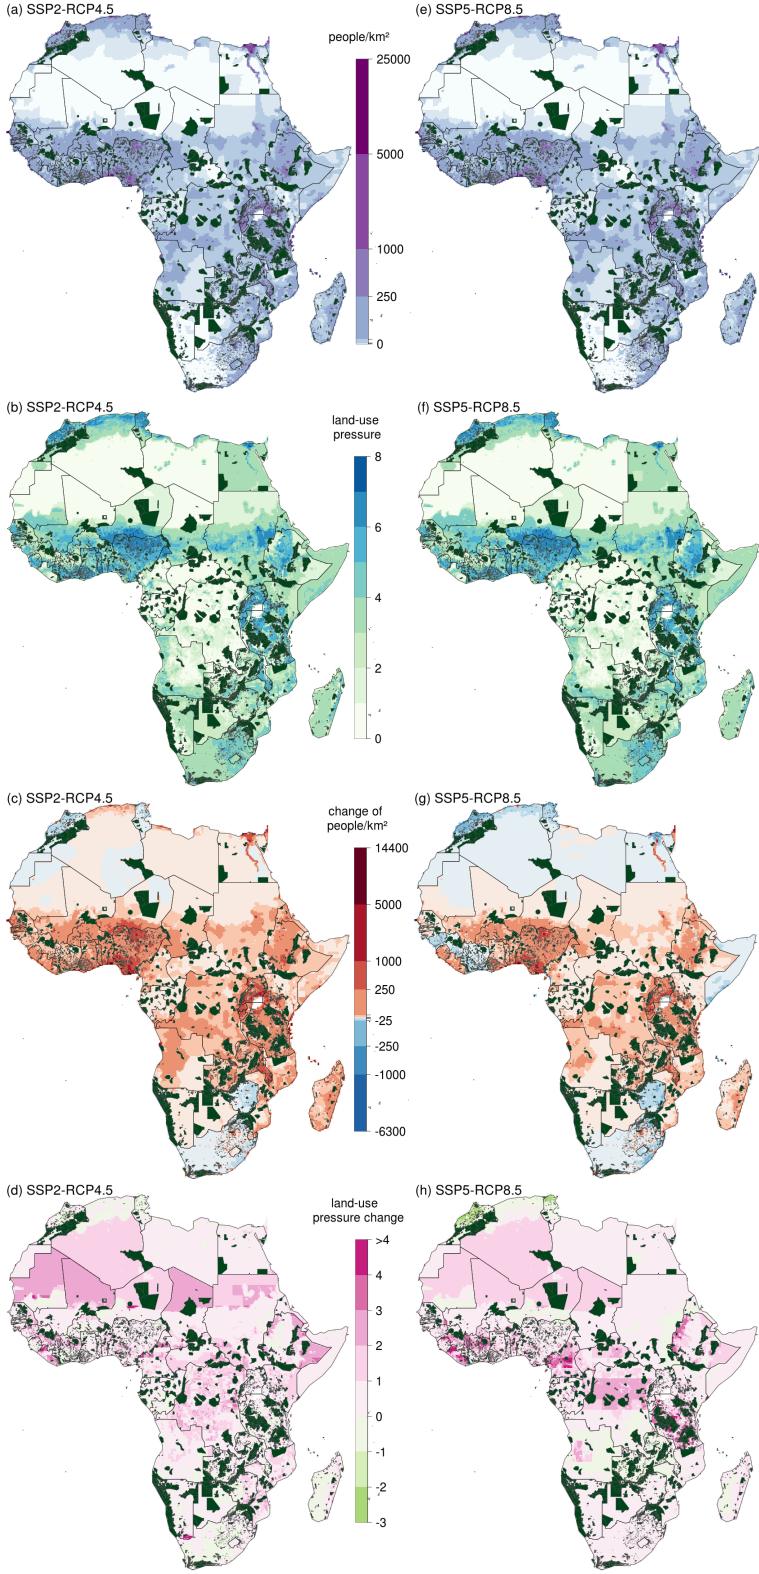 (a) SSP2-RCP4.5
(e) SSP5-RCP8.5
people/km²
25000
5000
1000
250
0
(b) SSP2-RCP4.5
(f) SSP5-RCP8.5
land-use
pressure
8
6
4
2
0
(c) SSP2-RCP4.5
(g) SSP5-RCP8.5
change of
people/km²
14400
5000
1000
250
-25
-250
-1000
-6300
(d) SSP2-RCP4.5
(h) SSP5-RCP8.5
land-use
pressure change
>4
4
3
2
1
0
-1
-2
-3